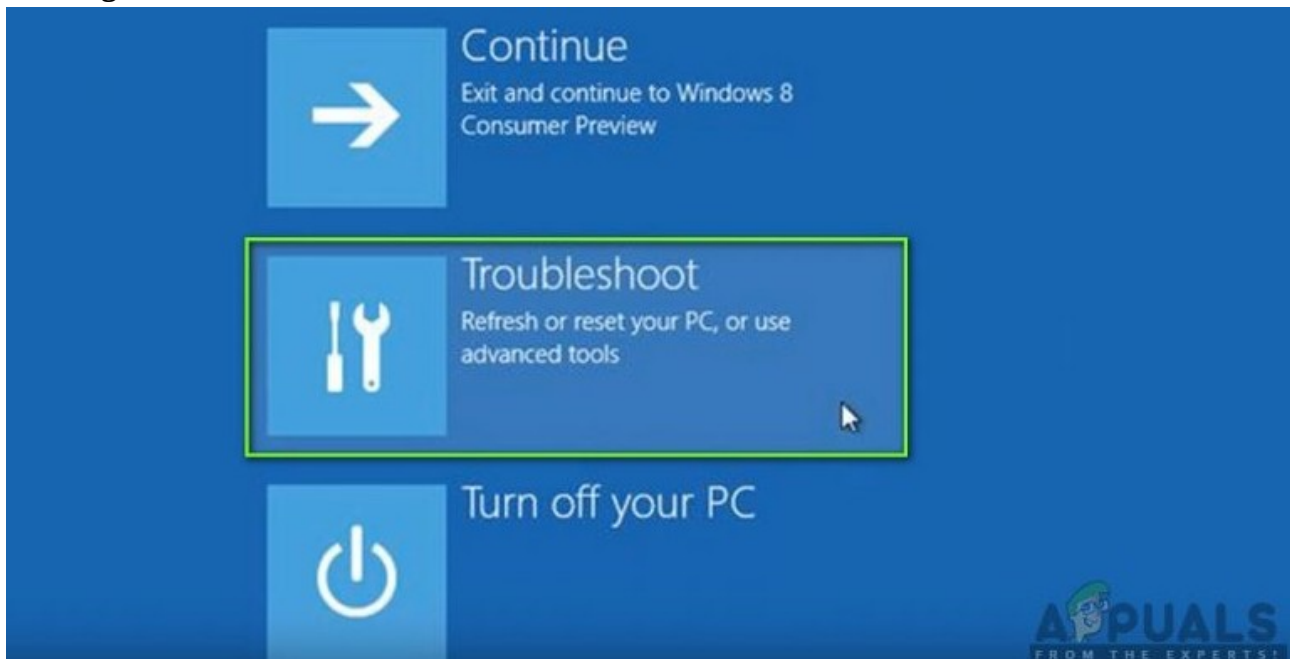 Continue
Exit and continue to Windows 8
Consumer Preview
Troubleshoot
Refresh or reset your PC, or use
advanced tools
Turn off your PC
APPUALS
FROM THE EXPERTS!